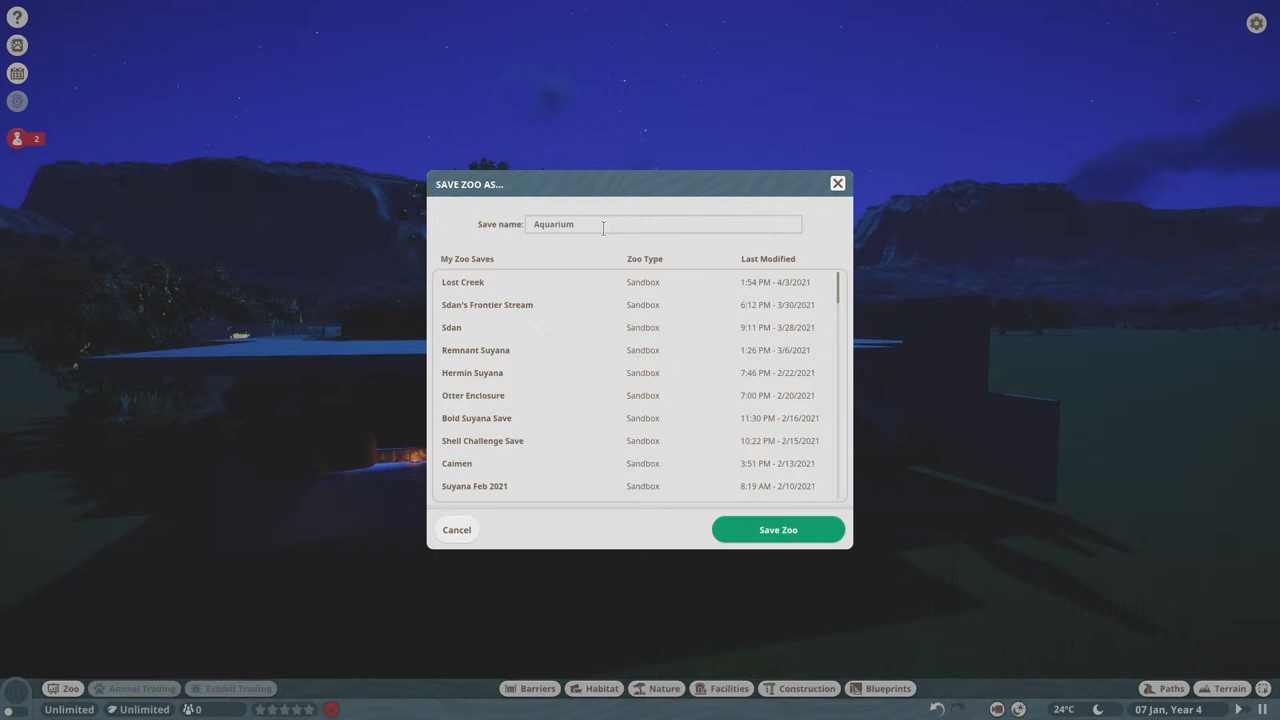 ?
2
SAVE ZOO AS...
Save name: Aquarium
My Zoo Saves Zoo Type Last Modified
Lost Creek Sandbox 1:54 PM - 4/3/2021
Sdan's Frontier Stream Sandbox 6:12 PM - 3/30/2021
Sdan Sandbox 9:11 PM - 3/28/2021
Remnant Suyana Sandbox 1:26 PM - 3/6/2021
Hermin Suyana Sandbox 7:46 PM - 2/22/2021
Otter Enclosure Sandbox 7:00 PM - 2/20/2021
Bold Suyana Save Sandbox 11:30 PM - 2/16/2021
Shell Challenge Save Sandbox 10:22 PM - 2/15/2021
Caimen Sandbox 3:51 PM - 2/13/2021
Suyana Feb 2021 Sandbox 8:19 AM - 2/10/2021
Cancel Save Zoo
Zoo Animal Trading Exhibit Trading Barriers Habitat Nature Facilities Construction Blueprints Paths Terrain
Unlimited Unlimited 0 24°C 07 Jan, Year 4